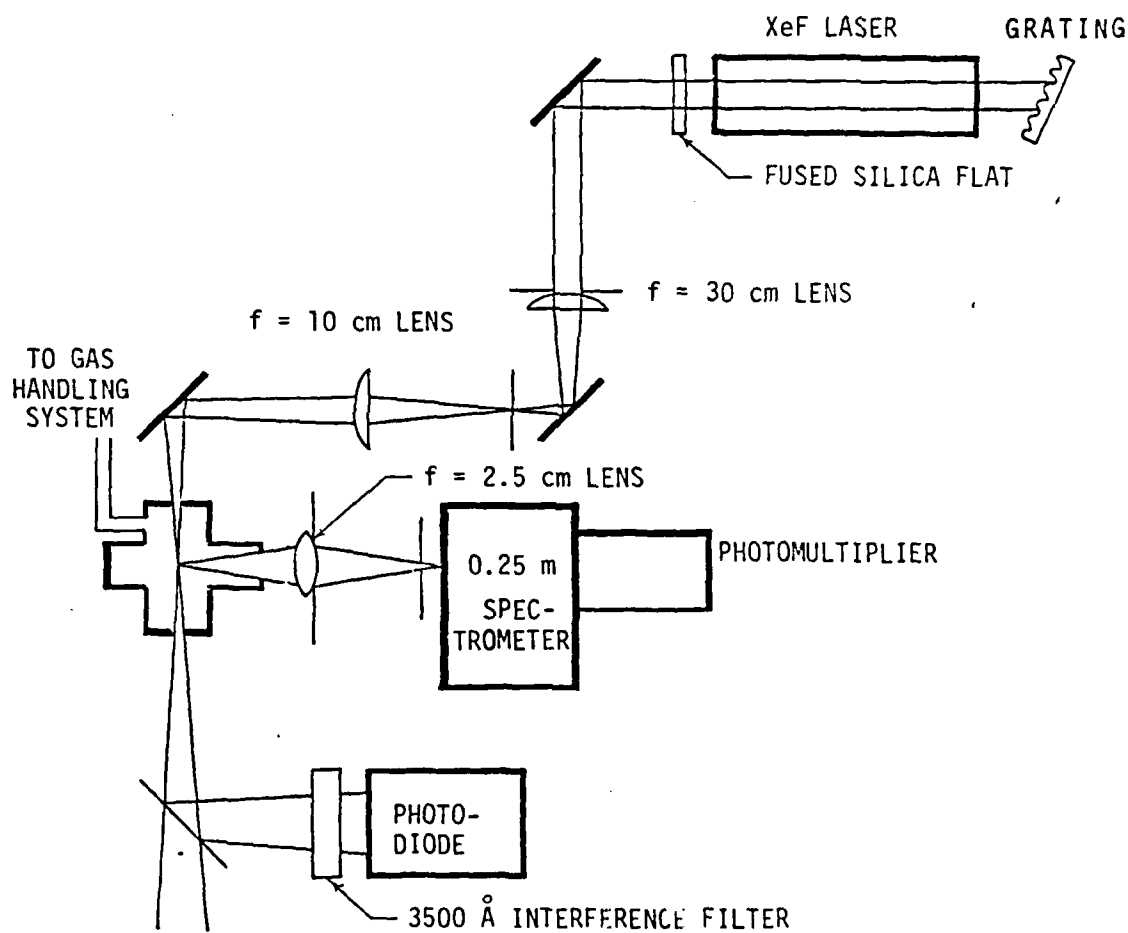 XeF LASER
GRATING
FUSED SILICA FLAT
f = 30 cm LENS
f = 10 cm LENS
TO GAS
HANDLING
SYSTEM
f = 2.5 cm LENS
0.25 m
SPEC-
TROMETER
PHOTOMULTIPLIER
PHOTO-
DIODE
3500 Å INTERFERENCE FILTER